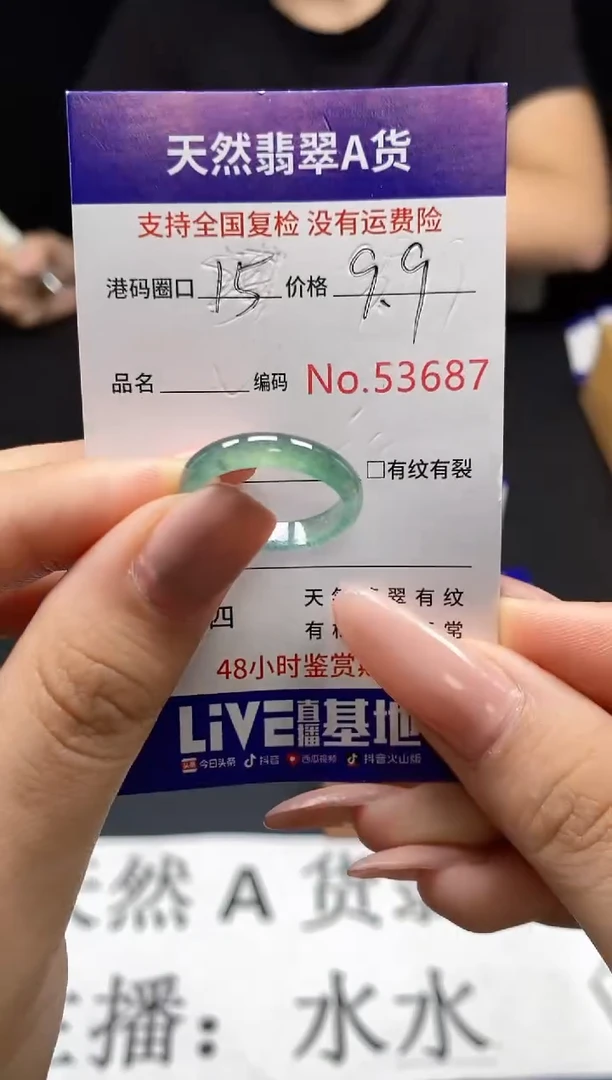 天然翡翠A货
支持全国复检 没有运费险
港码圈口 15 价格 9.9
品名 编码 No.53687
□有纹有裂
四 天 翠有纹
有 常
48小时鉴赏
LiVE直播基地
今日头条 抖音 西瓜视频 抖音火山版
然 A 货
播：水水